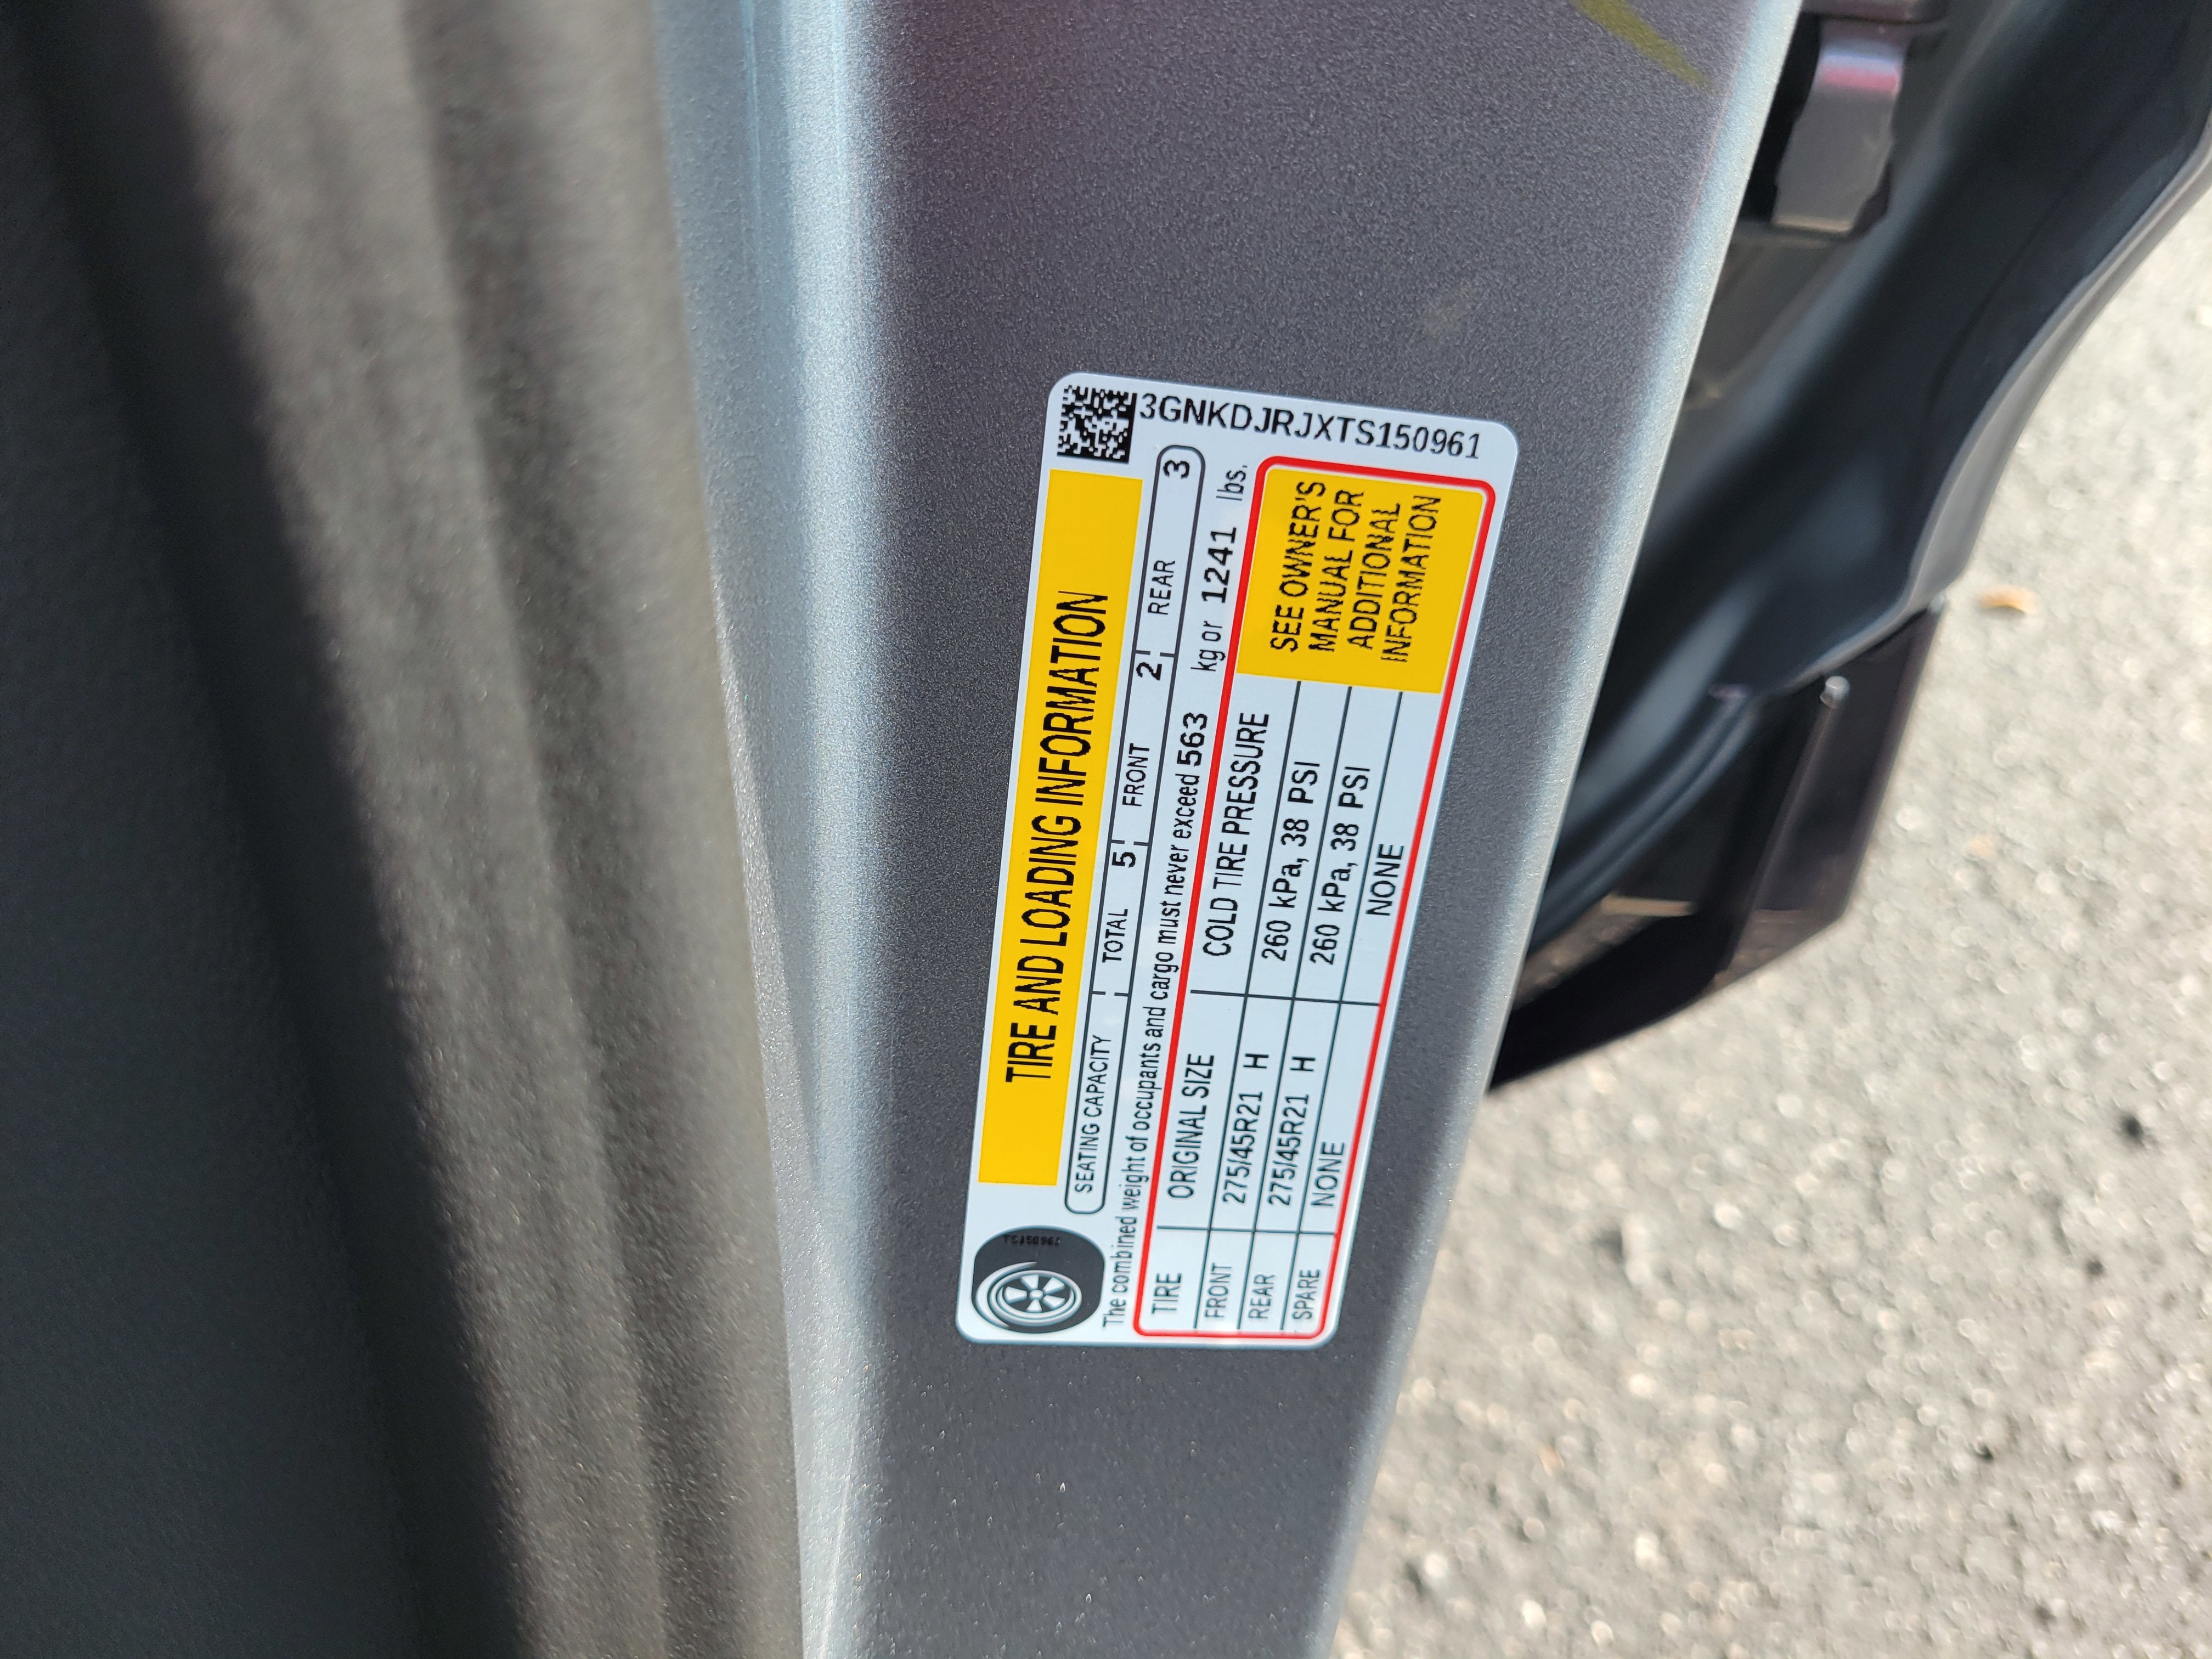 3GNKDJRJXTS150961
TIRE AND LOADING INFORMATION
SEATING CAPACITY TOTAL 5 FRONT 2 REAR 3
The combined weight of occupants and cargo must never exceed 563 kg or 1241 lbs.
TIRE ORIGINAL SIZE COLD TIRE PRESSURE
FRONT 275/45R21 H 260 kPa, 38 PSI
REAR 275/45R21 H 260 kPa, 38 PSI
SPARE NONE NONE
SEE OWNER'S
MANUAL FOR
ADDITIONAL
INFORMATION